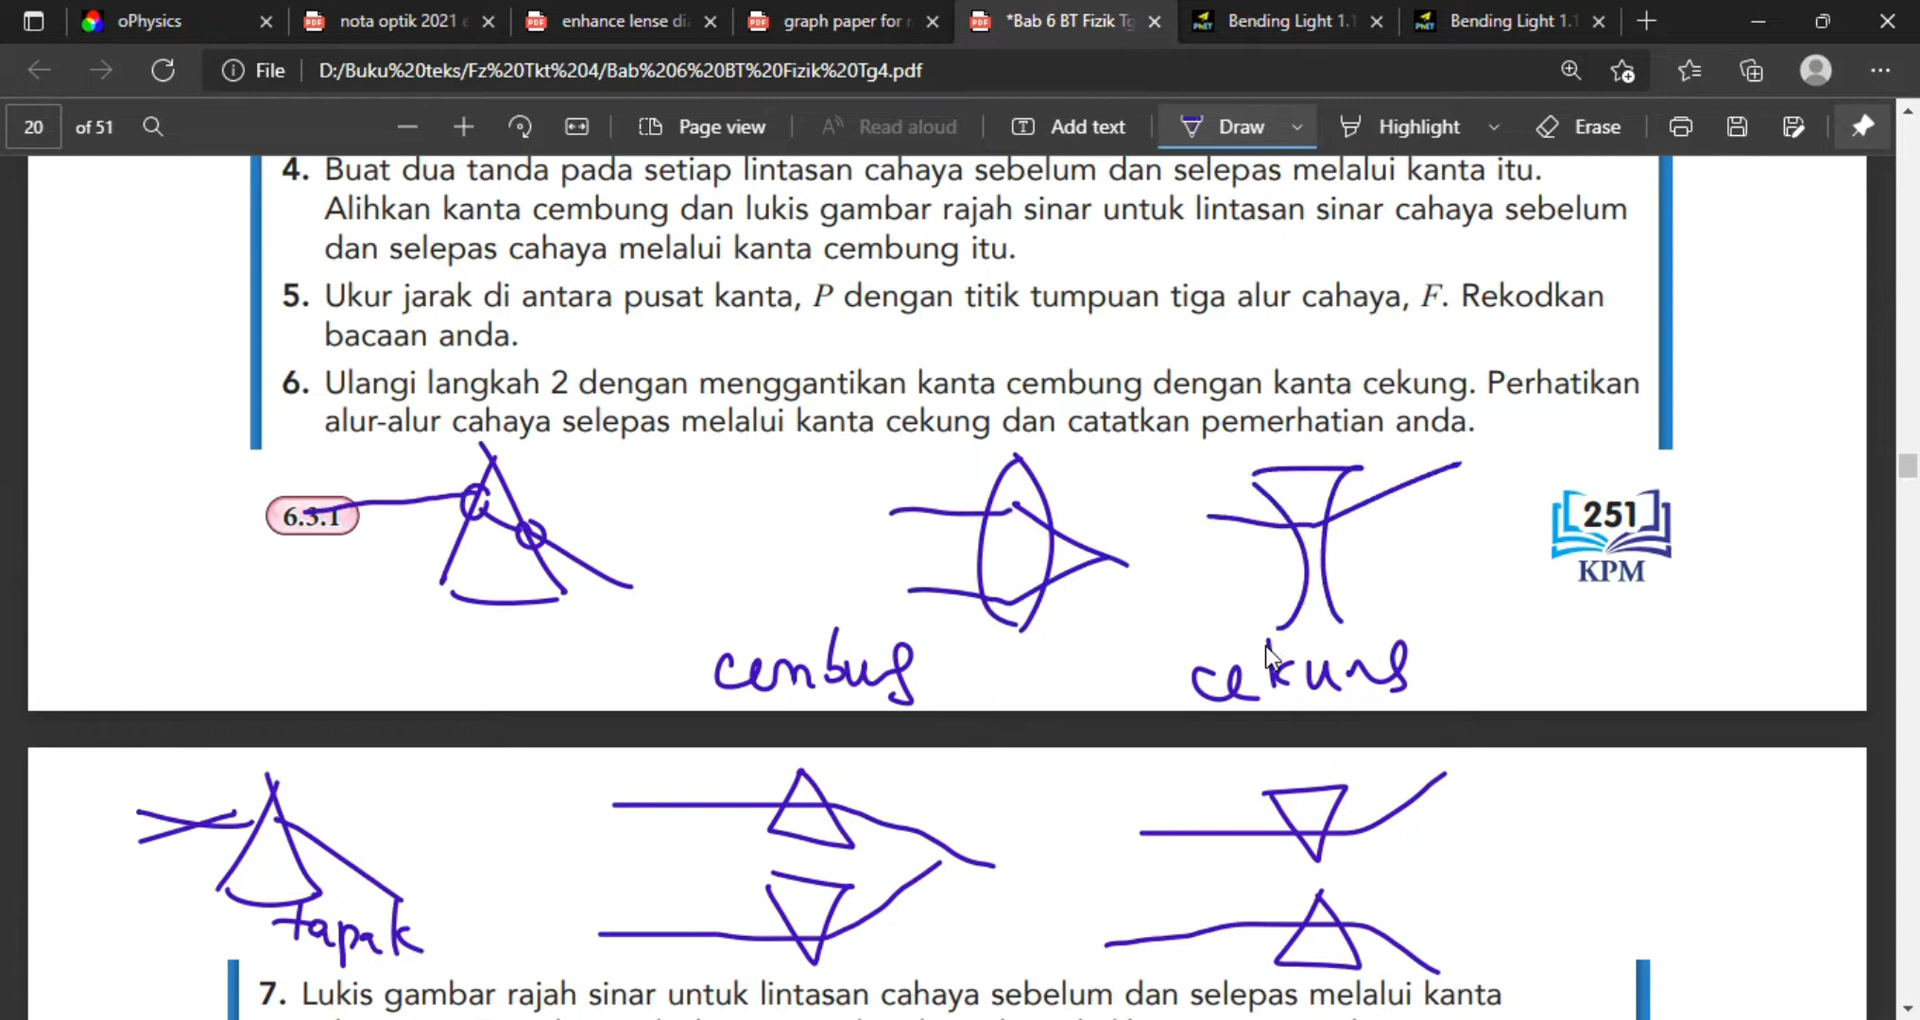 oPhysics
nota optik 2021 e
enhance lense di
graph paper for r
*Bab 6 BT Fizik Tg
Bending Light 1.1
Bending Light 1.1
File
D:/Buku%20teks/Fz%20Tkt%204/Bab%206%20BT%20Fizik%20Tg4.pdf
20 of 51
Page view
Read aloud
Add text
Draw
Highlight
Erase
4. Buat dua tanda pada setiap lintasan cahaya sebelum dan selepas melalui kanta itu.
Alihkan kanta cembung dan lukis gambar rajah sinar untuk lintasan sinar cahaya sebelum
dan selepas cahaya melalui kanta cembung itu.
5. Ukur jarak di antara pusat kanta, P dengan titik tumpuan tiga alur cahaya, F. Rekodkan
bacaan anda.
6. Ulangi langkah 2 dengan menggantikan kanta cembung dengan kanta cekung. Perhatikan
alur-alur cahaya selepas melalui kanta cekung dan catatkan pemerhatian anda.
6.3.1
251
KPM
cembug
cekung
tapak
7. Lukis gambar rajah sinar untuk lintasan cahaya sebelum dan selepas melalui kanta